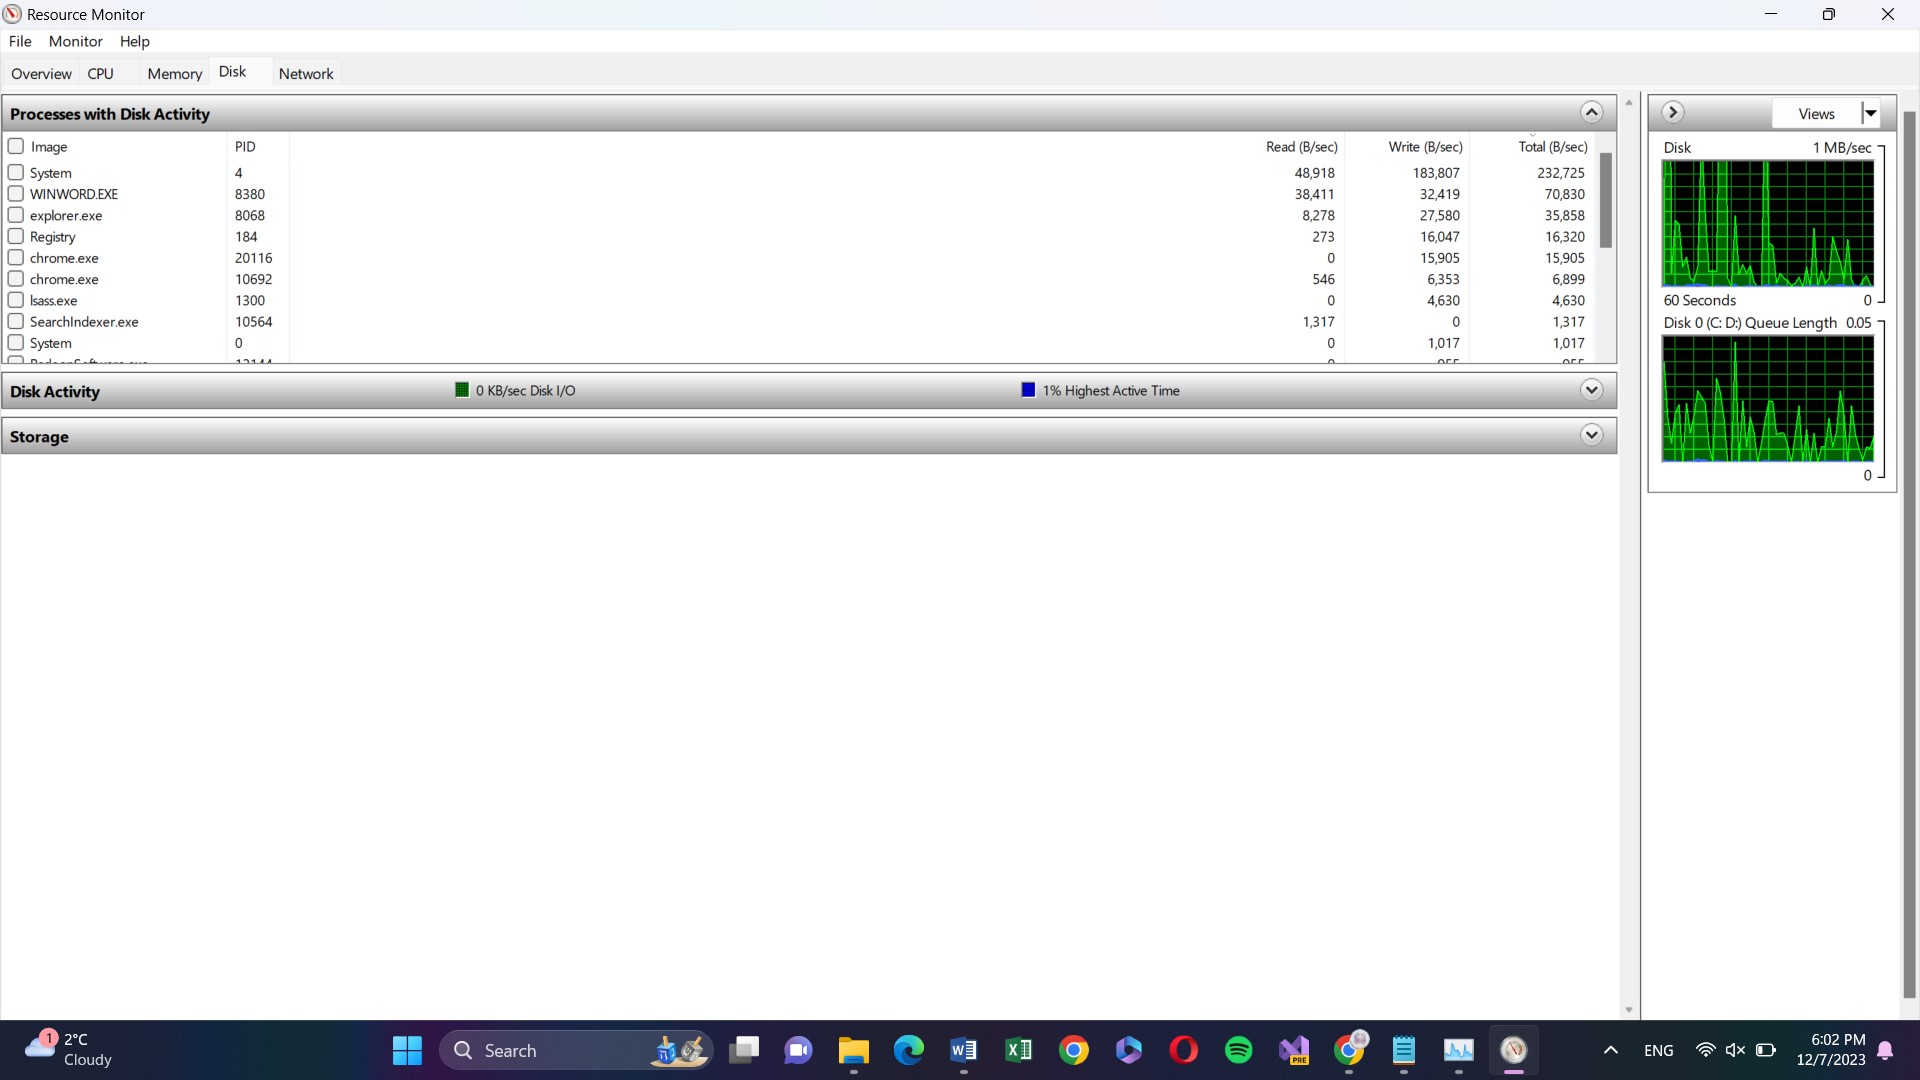 Resource Monitor
File Monitor Help
Overview CPU Memory Disk Network
Processes with Disk Activity
Image PID Read (B/sec) Write (B/sec) Total (B/sec)
System 4 48,918 183,807 232,725
WINWORD.EXE 8380 38,411 32,419 70,830
explorer.exe 8068 8,278 27,580 35,858
Registry 184 273 16,047 16,320
chrome.exe 20116 0 15,905 15,905
chrome.exe 10692 546 6,353 6,899
lsass.exe 1300 0 4,630 4,630
SearchIndexer.exe 10564 1,317 0 1,317
System 0 0 1,017 1,017
Disk Activity 0 KB/sec Disk I/O 1% Highest Active Time
Storage
Views
Disk 1 MB/sec
60 Seconds 0
Disk 0 (C: D:) Queue Length 0.05
0
1
2°C
Cloudy
Search
PRE
ENG
6:02 PM
12/7/2023